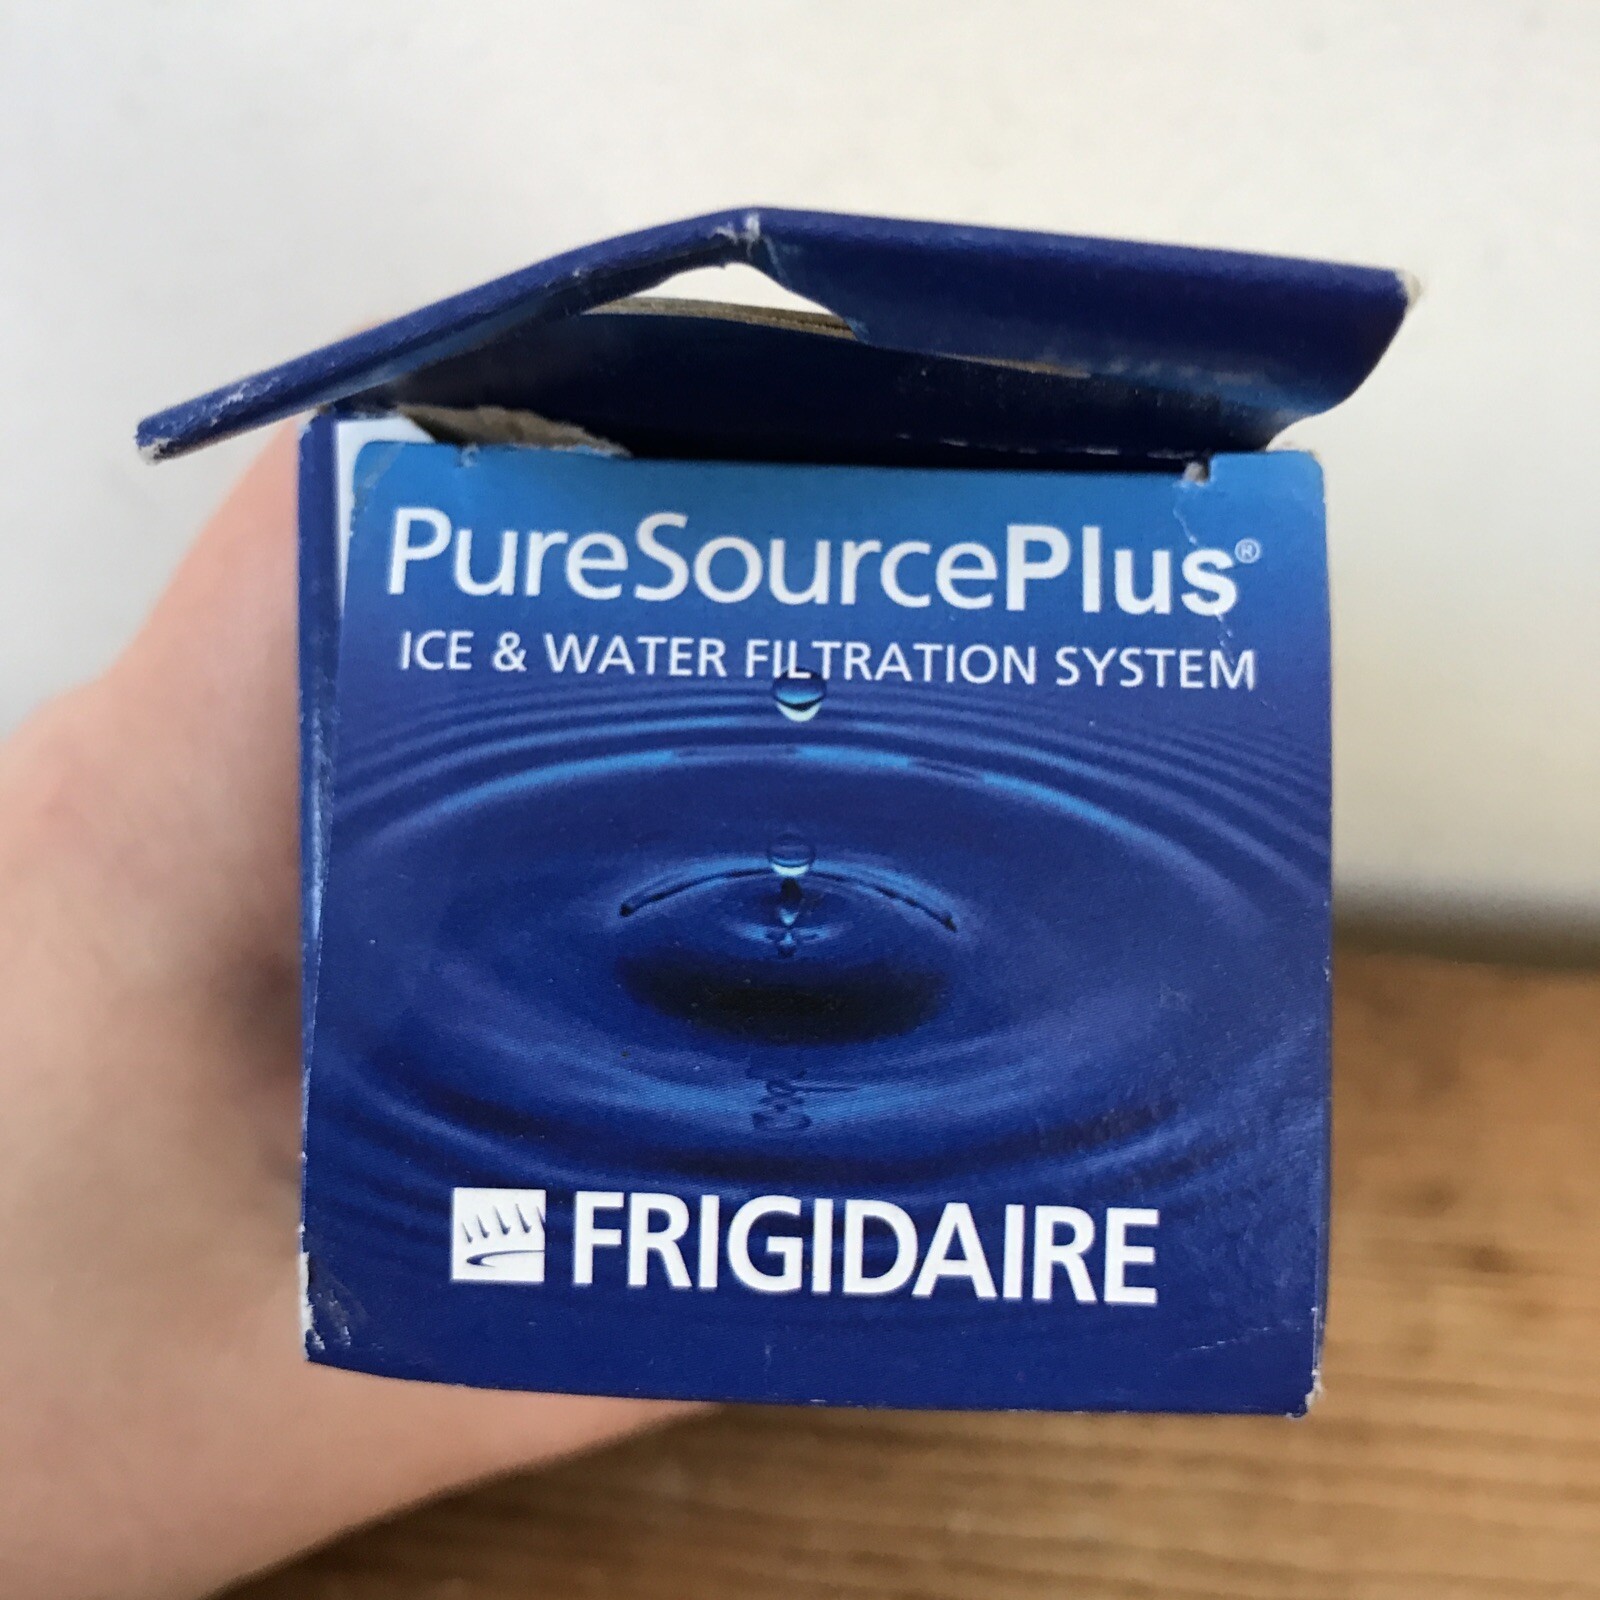 PureSourcePlus®
ICE & WATER FILTRATION SYSTEM
FRIGIDAIRE